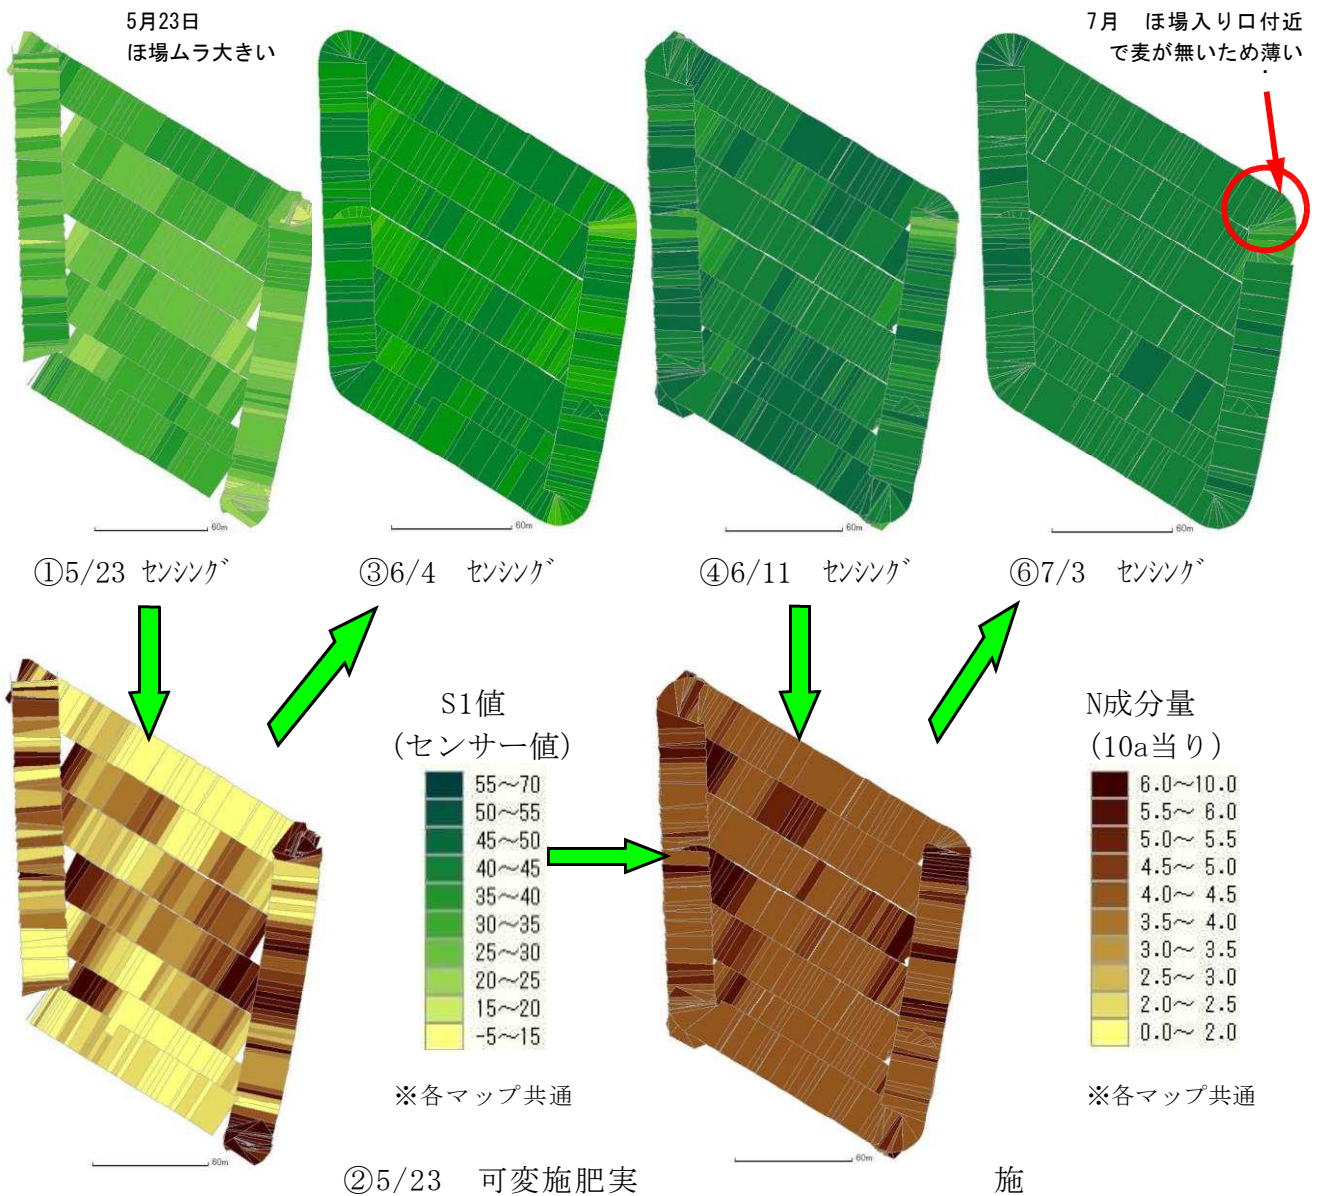 5月23日
ほ場ムラ大きい
7月　ほ場入り口付近
で麦が無いため薄い
60m
60m
60m
60m
①5/23 ｾﾝｼﾝｸﾞ
③6/4　ｾﾝｼﾝｸﾞ
④6/11　ｾﾝｼﾝｸﾞ
⑥7/3　ｾﾝｼﾝｸﾞ
S1値
(センサー値)
55～70
50～55
45～50
40～45
35～40
30～35
25～30
20～25
15～20
-5～15
※各マップ共通
N成分量
(10a当り)
6.0～10.0
5.5～ 6.0
5.0～ 5.5
4.5～ 5.0
4.0～ 4.5
3.5～ 4.0
3.0～ 3.5
2.5～ 3.0
2.0～ 2.5
0.0～ 2.0
※各マップ共通
60m
60m
②5/23　可変施肥実　施